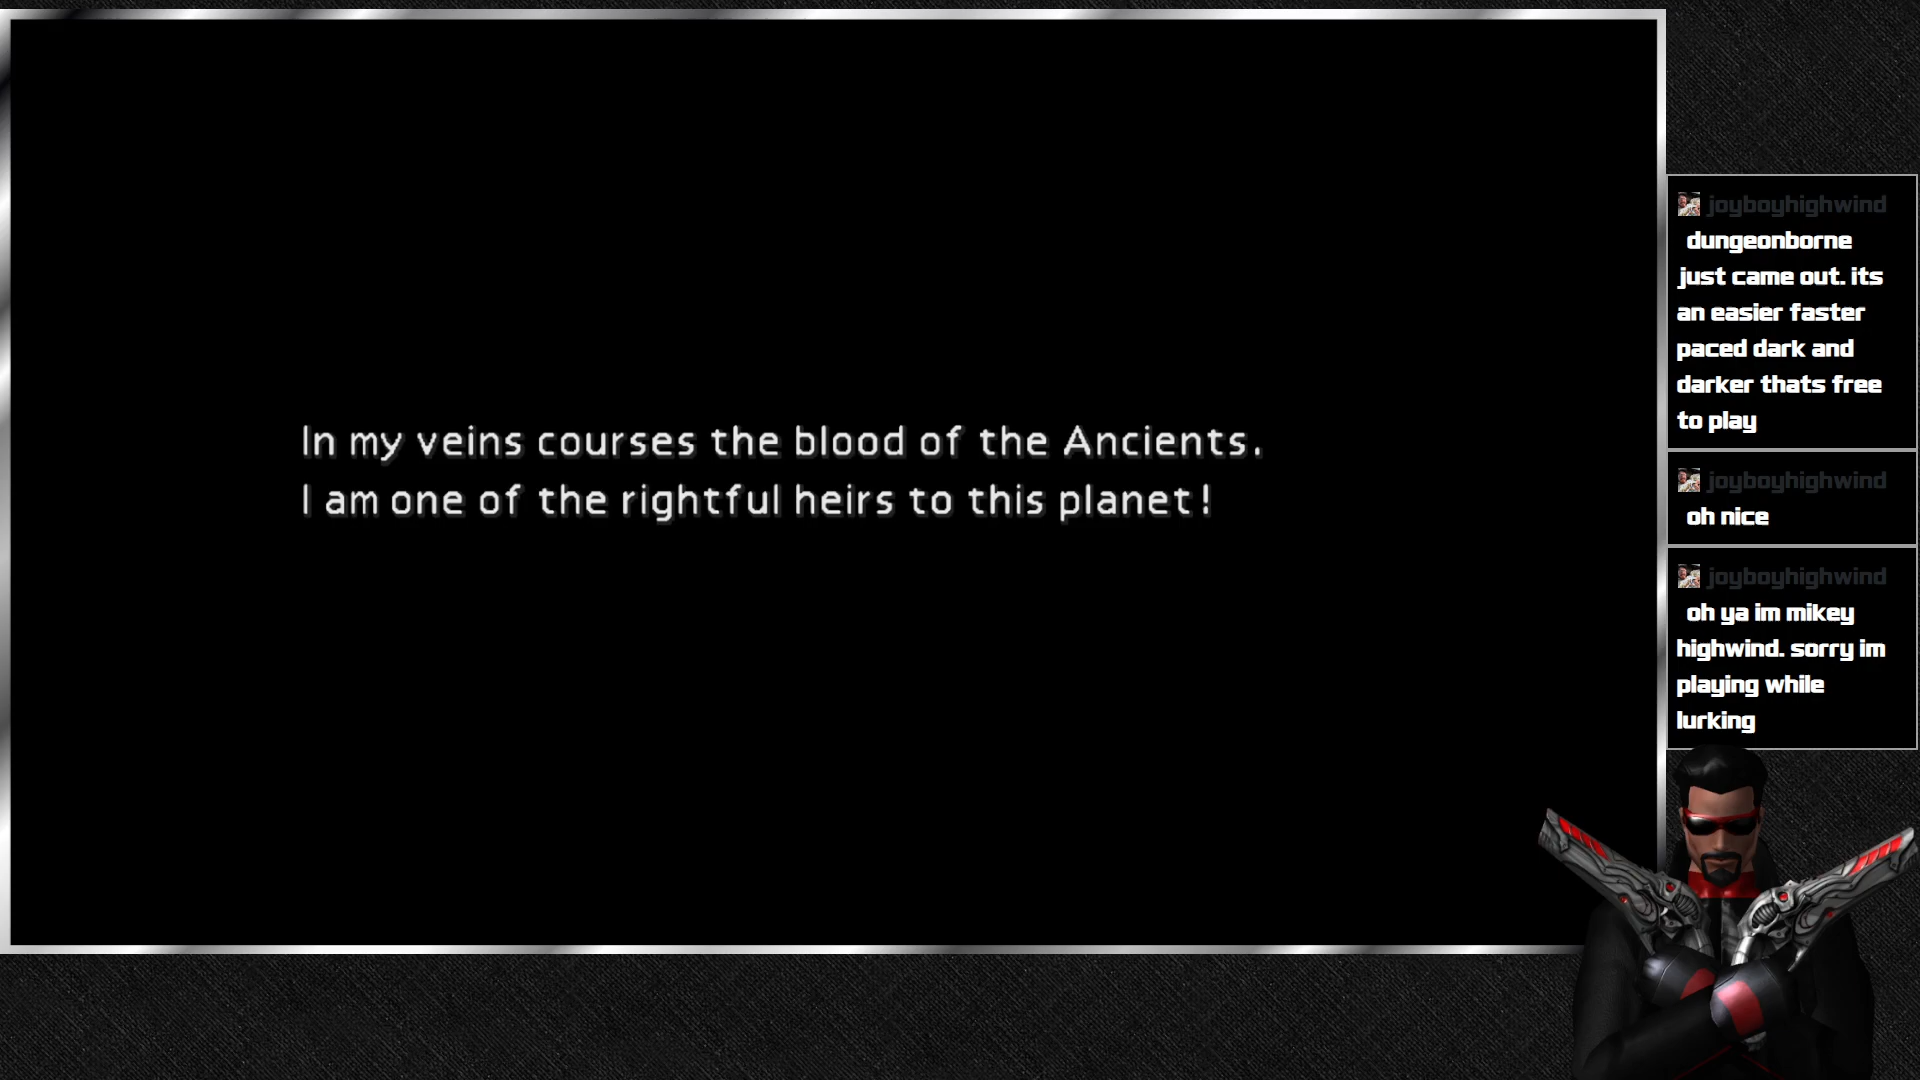 In my veins courses the blood of the Ancients.
I am one of the rightful heirs to this planet!
joyboyhighwind
dungeonborne
just came out. its
an easier faster
paced dark and
darker thats free
to play
joyboyhighwind
oh nice
joyboyhighwind
oh ya im mikey
highwind. sorry im
playing while
lurking